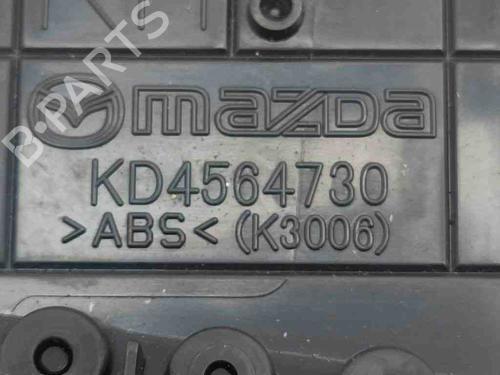 mazda
KD4564730
>ABS< (K3006)
B-PARTS